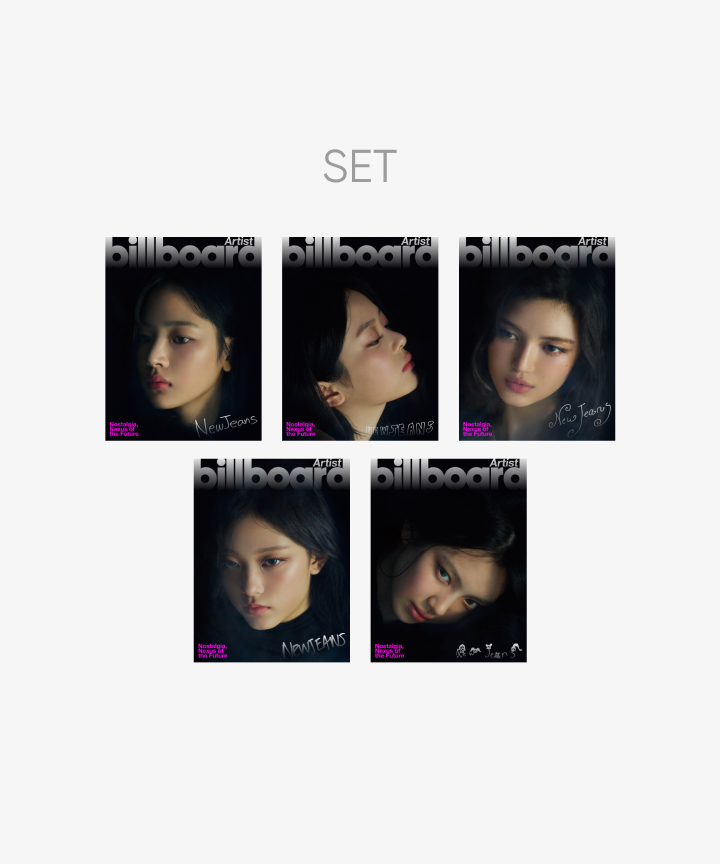 SET
Artist
billboard
Nostalgia,
Nexus of
the Future
NewJeans
Artist
billboard
Nostalgia,
Nexus of
the Future
NEWJEANS
Artist
billboard
Nostalgia,
Nexus of
the Future
New Jeans
Artist
billboard
Nostalgia,
Nexus of
the Future
NEWJEANS
Artist
billboard
Nostalgia,
Nexus of
the Future
Jeans